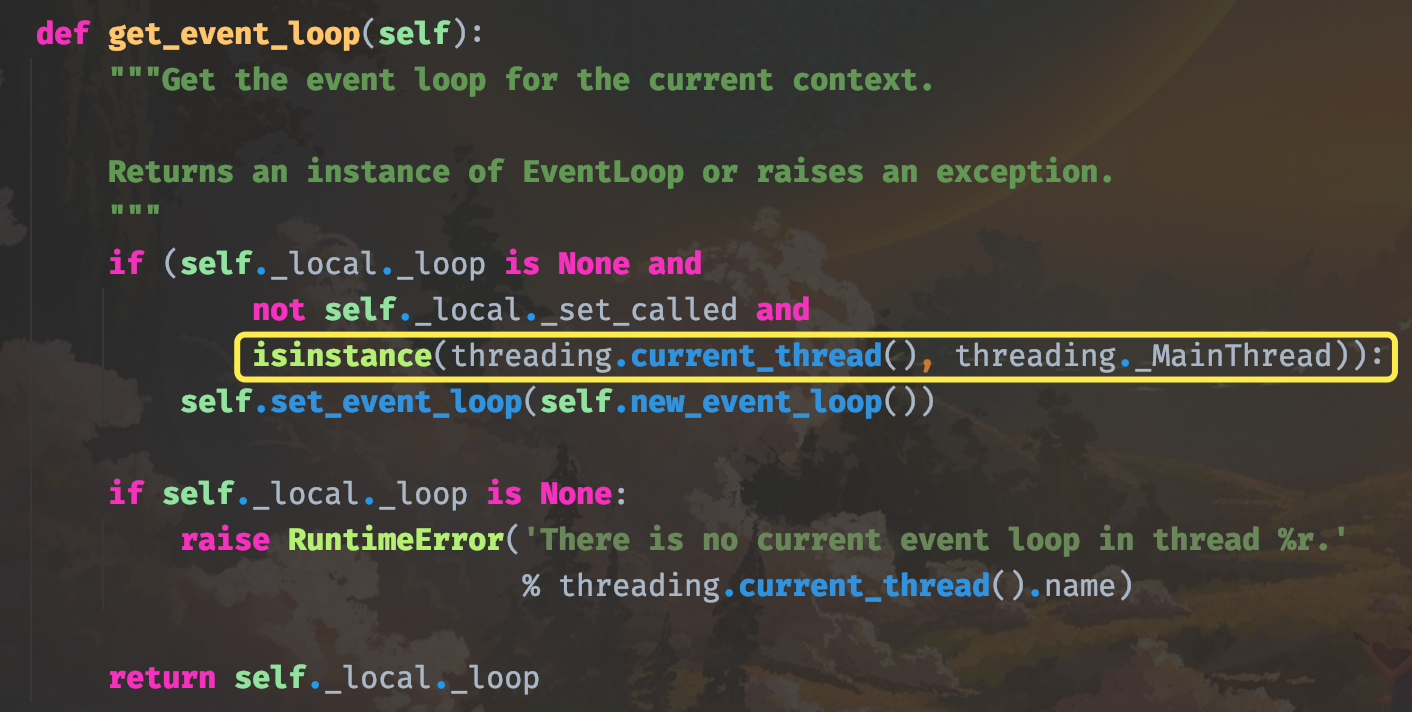 def get_event_loop(self):
"""Get the event loop for the current context.
Returns an instance of EventLoop or raises an exception.
"""
if (self._local._loop is None and
not self._local._set_called and
isinstance(threading.current_thread(), threading._MainThread)):
self.set_event_loop(self.new_event_loop())
if self._local._loop is None:
raise RuntimeError('There is no current event loop in thread %r.'
% threading.current_thread().name)
return self._local._loop